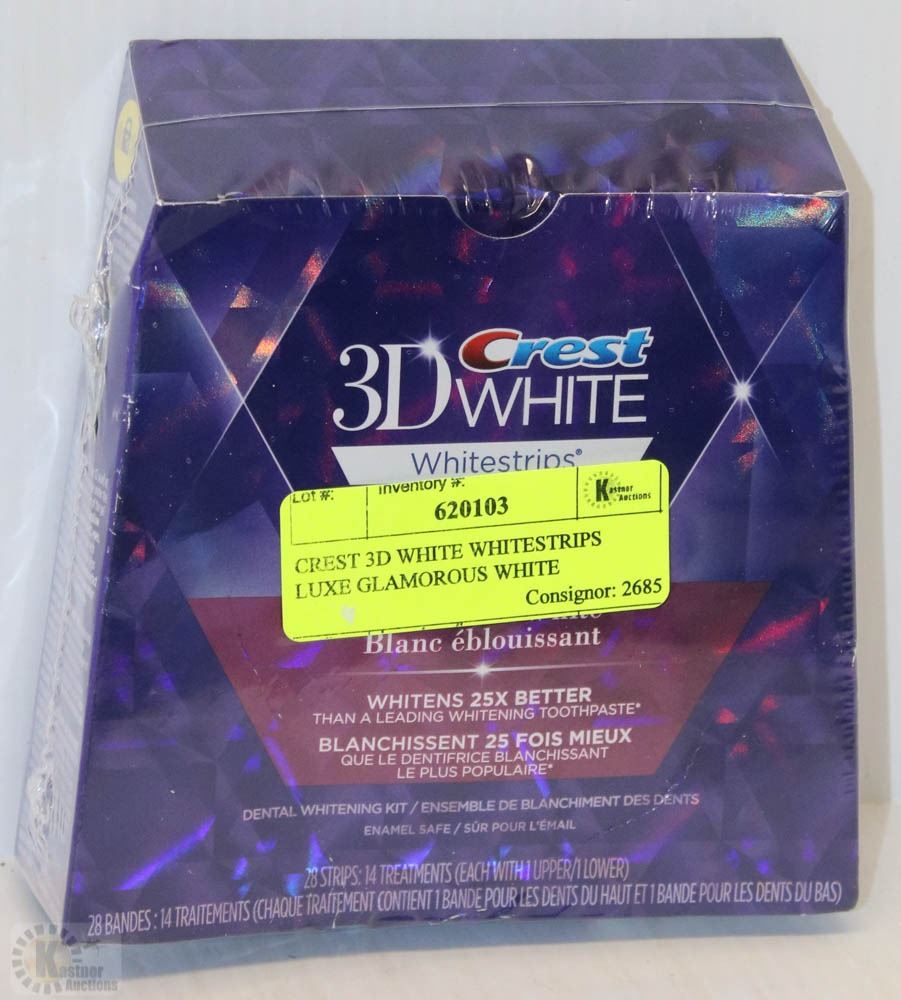 Crest
3D WHITE
Whitestrips®
Lot #:
Inventory #:
620103
Kastner
Auctions
CREST 3D WHITE WHITESTRIPS
LUXE GLAMOROUS WHITE
Consignor: 2685
Blanc éblouissant
WHITENS 25X BETTER
THAN A LEADING WHITENING TOOTHPASTE*
BLANCHISSENT 25 FOIS MIEUX
QUE LE DENTIFRICE BLANCHISSANT
LE PLUS POPULAIRE*
DENTAL WHITENING KIT / ENSEMBLE DE BLANCHIMENT DES DENTS
ENAMEL SAFE / SÛR POUR L'ÉMAIL
28 STRIPS: 14 TREATMENTS (EACH WITH 1 UPPER/1 LOWER)
28 BANDES : 14 TRAITEMENTS (CHAQUE TRAITEMENT CONTIENT 1 BANDE POUR LES DENTS DU HAUT ET 1 BANDE POUR LES DENTS DU BAS)
Kastner
Auctions